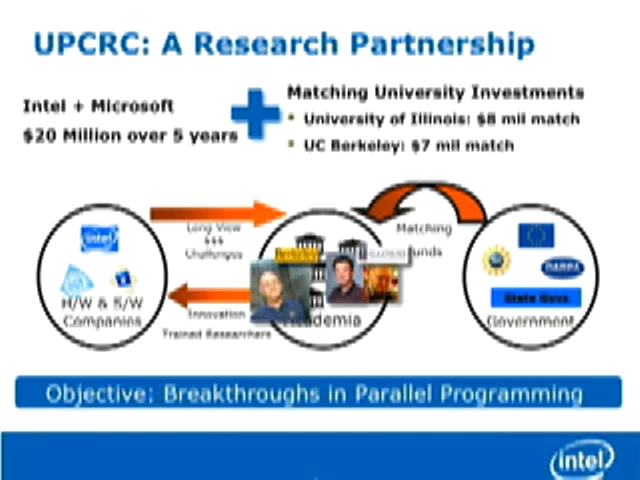 UPCRC: A Research Partnership
Intel + Microsoft
$20 Million over 5 years
Matching University Investments
University of Illinois: $8 mil match
UC Berkeley: $7 mil match
Long View
$$$
Challenges
Matching
Funds
intel
H/W & S/W
Companies
Innovation
Trained Researchers
Academia
DARPA
State Govs
Government
Objective: Breakthroughs in Parallel Programming
intel